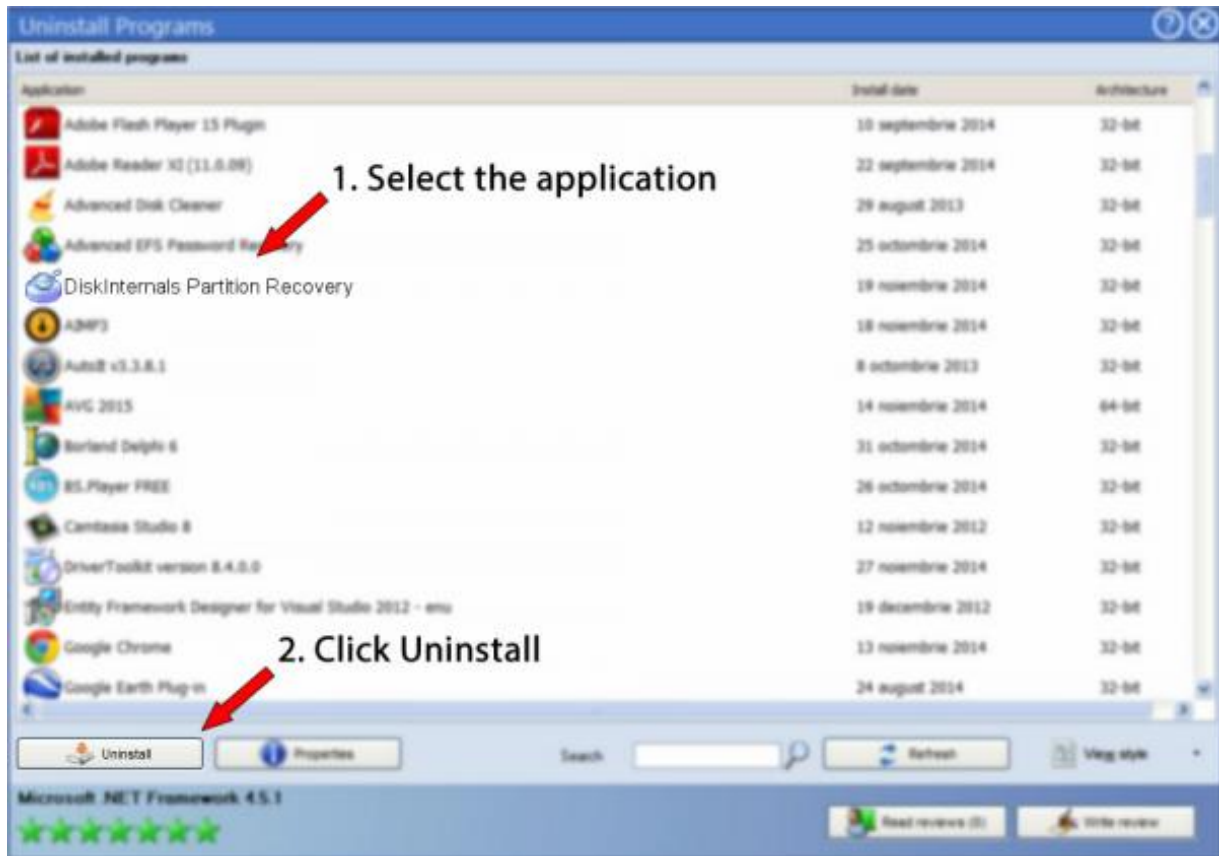 Uninstall Programs
List of installed programs
Application Install date Architecture
Adobe Flash Player 15 Plugin 10 septembrie 2014 32-bit
Adobe Reader XI (11.0.09) 22 septembrie 2014 32-bit
1. Select the application
Advanced Disk Cleaner 29 august 2013 32-bit
Advanced EFS Password Recovery 25 octombrie 2014 32-bit
DiskInternals Partition Recovery 19 noiembrie 2014 32-bit
AIMP3 18 noiembrie 2014 32-bit
AutoIt v3.3.8.1 8 octombrie 2013 32-bit
AVG 2015 14 noiembrie 2014 64-bit
Borland Delphi 6 31 octombrie 2014 32-bit
BS.Player FREE 26 octombrie 2014 32-bit
Camtasia Studio 8 12 noiembrie 2012 32-bit
DriverToolkit version 8.4.0.0 27 noiembrie 2014 32-bit
Entity Framework Designer for Visual Studio 2012 - enu 19 decembrie 2012 32-bit
Google Chrome 13 noiembrie 2014 32-bit
2. Click Uninstall
Google Earth Plug-in 24 august 2014 32-bit
Uninstall Properties Search Refresh View style
Microsoft .NET Framework 4.5.1
Read reviews (0) Write review